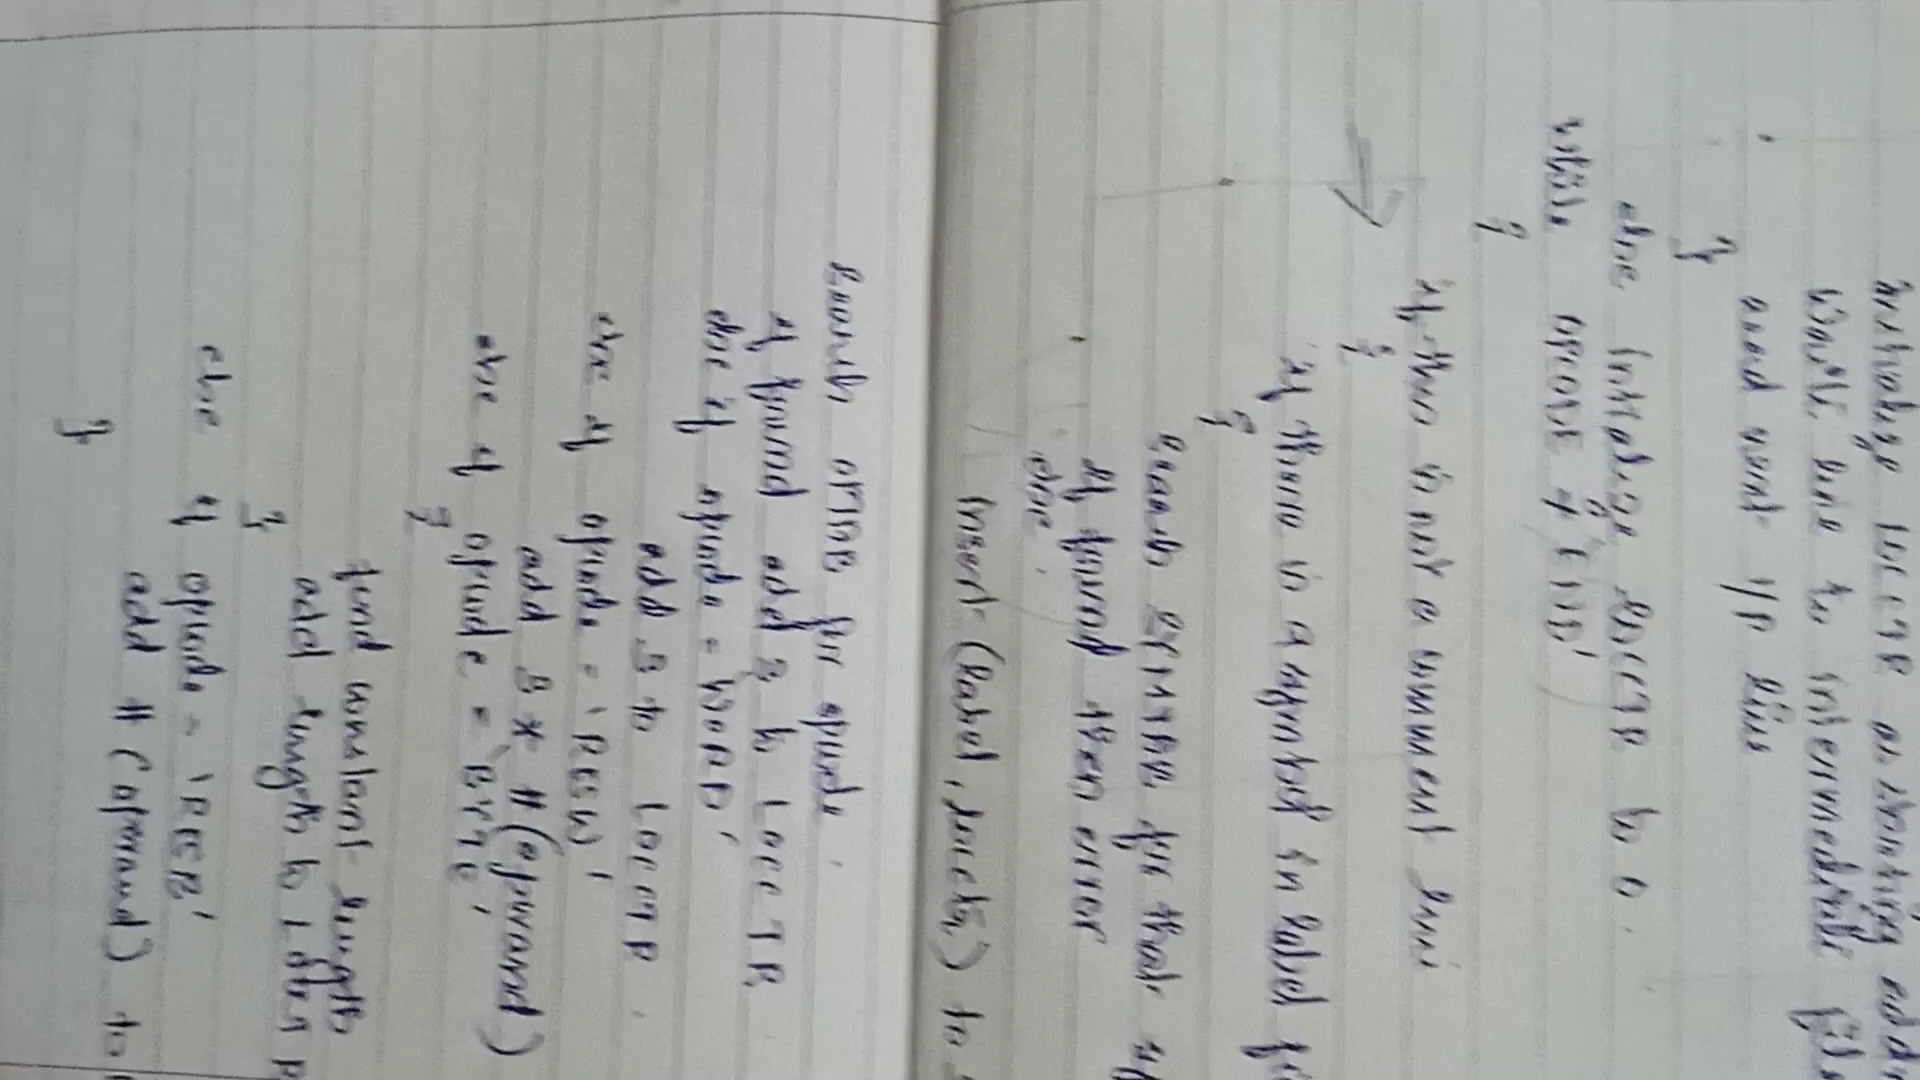 initialize LOCCTR as starting add
Write line to intermediate file
read next I/P line
}
else initialize LOCCTR to 0.
while OPCODE ≠ 'END'
{
if this is not a comment line
{
if there is a symbol in label
{
search SYMTAB for that
if found then error
else
Insert (label, locctr) to
search OPTAB for opcode
if found add 3 to LOCCTR
else if opcode = WORD'
add 3 to LOCCTR
else if opcode = 'RESW'
add 3 * #(operand)
else if opcode = 'BYTE'
{
find constant length
add length to
}
else if opcode = 'RESB'
add #(operand) to
}